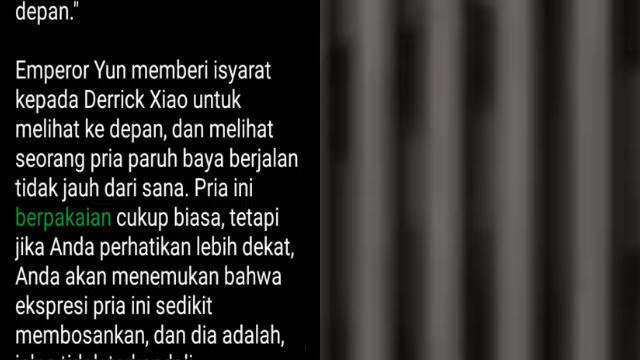 depan."
Emperor Yun memberi isyarat
kepada Derrick Xiao untuk
melihat ke depan, dan melihat
seorang pria paruh baya berjalan
tidak jauh dari sana. Pria ini
berpakaian cukup biasa, tetapi
jika Anda perhatikan lebih dekat,
Anda akan menemukan bahwa
ekspresi pria ini sedikit
membosankan, dan dia adalah,